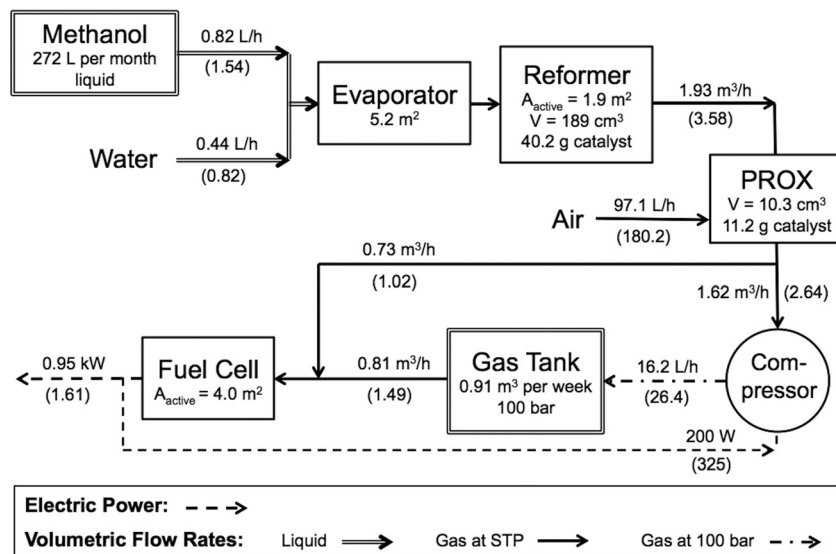 Methanol
272 L per month
liquid
0.82 L/h
(1.54)
Water
0.44 L/h
(0.82)
Evaporator
5.2 m²
Reformer
A_active = 1.9 m²
V = 189 cm³
40.2 g catalyst
1.93 m³/h
(3.58)
PROX
V = 10.3 cm³
11.2 g catalyst
Air
97.1 L/h
(180.2)
0.73 m³/h
(1.02)
1.62 m³/h
(2.64)
Com-
pressor
16.2 L/h
(26.4)
Gas Tank
0.91 m³ per week
100 bar
0.81 m³/h
(1.49)
Fuel Cell
A_active = 4.0 m²
0.95 kW
(1.61)
200 W
(325)
Electric Power:
Volumetric Flow Rates: Liquid Gas at STP Gas at 100 bar